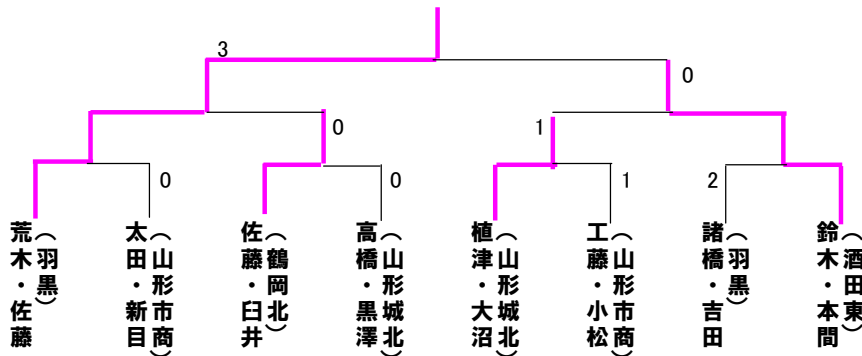 3
0
0
1
0
0
1
2
荒木・佐藤
（羽黒）
太田・新目
（山形市商）
佐藤・臼井
（鶴岡北）
高橋・黒澤
（山形城北）
植津・大沼
（山形城北）
工藤・小松
（山形市商）
諸橋・吉田
（羽黒）
鈴木・本間
（酒田東）